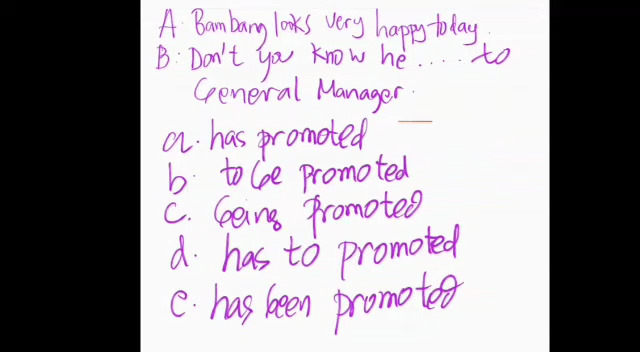 A. Bambang looks very happy today.
B: Don't you know he ..... to
General Manager.
a. has promoted
b. to be promoted
c. being promoted
d. has to promoted
e. has been promoted